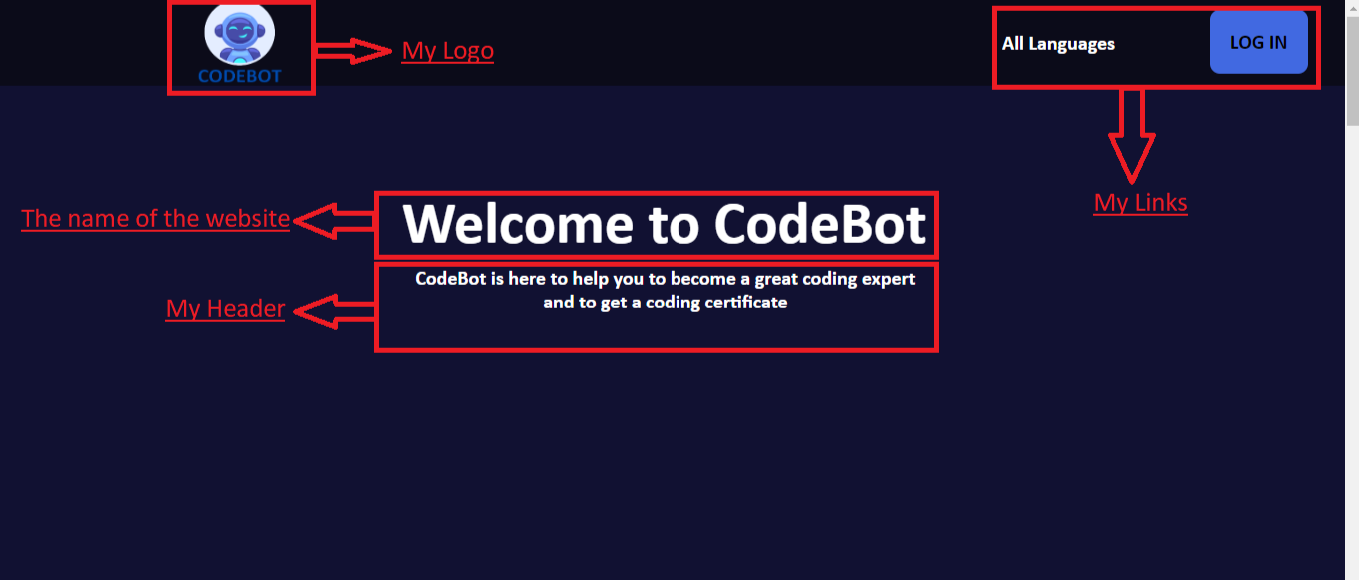 CODEBOT
My Logo
All Languages
LOG IN
My Links
The name of the website
Welcome to CodeBot
CodeBot is here to help you to become a great coding expert
and to get a coding certificate
My Header